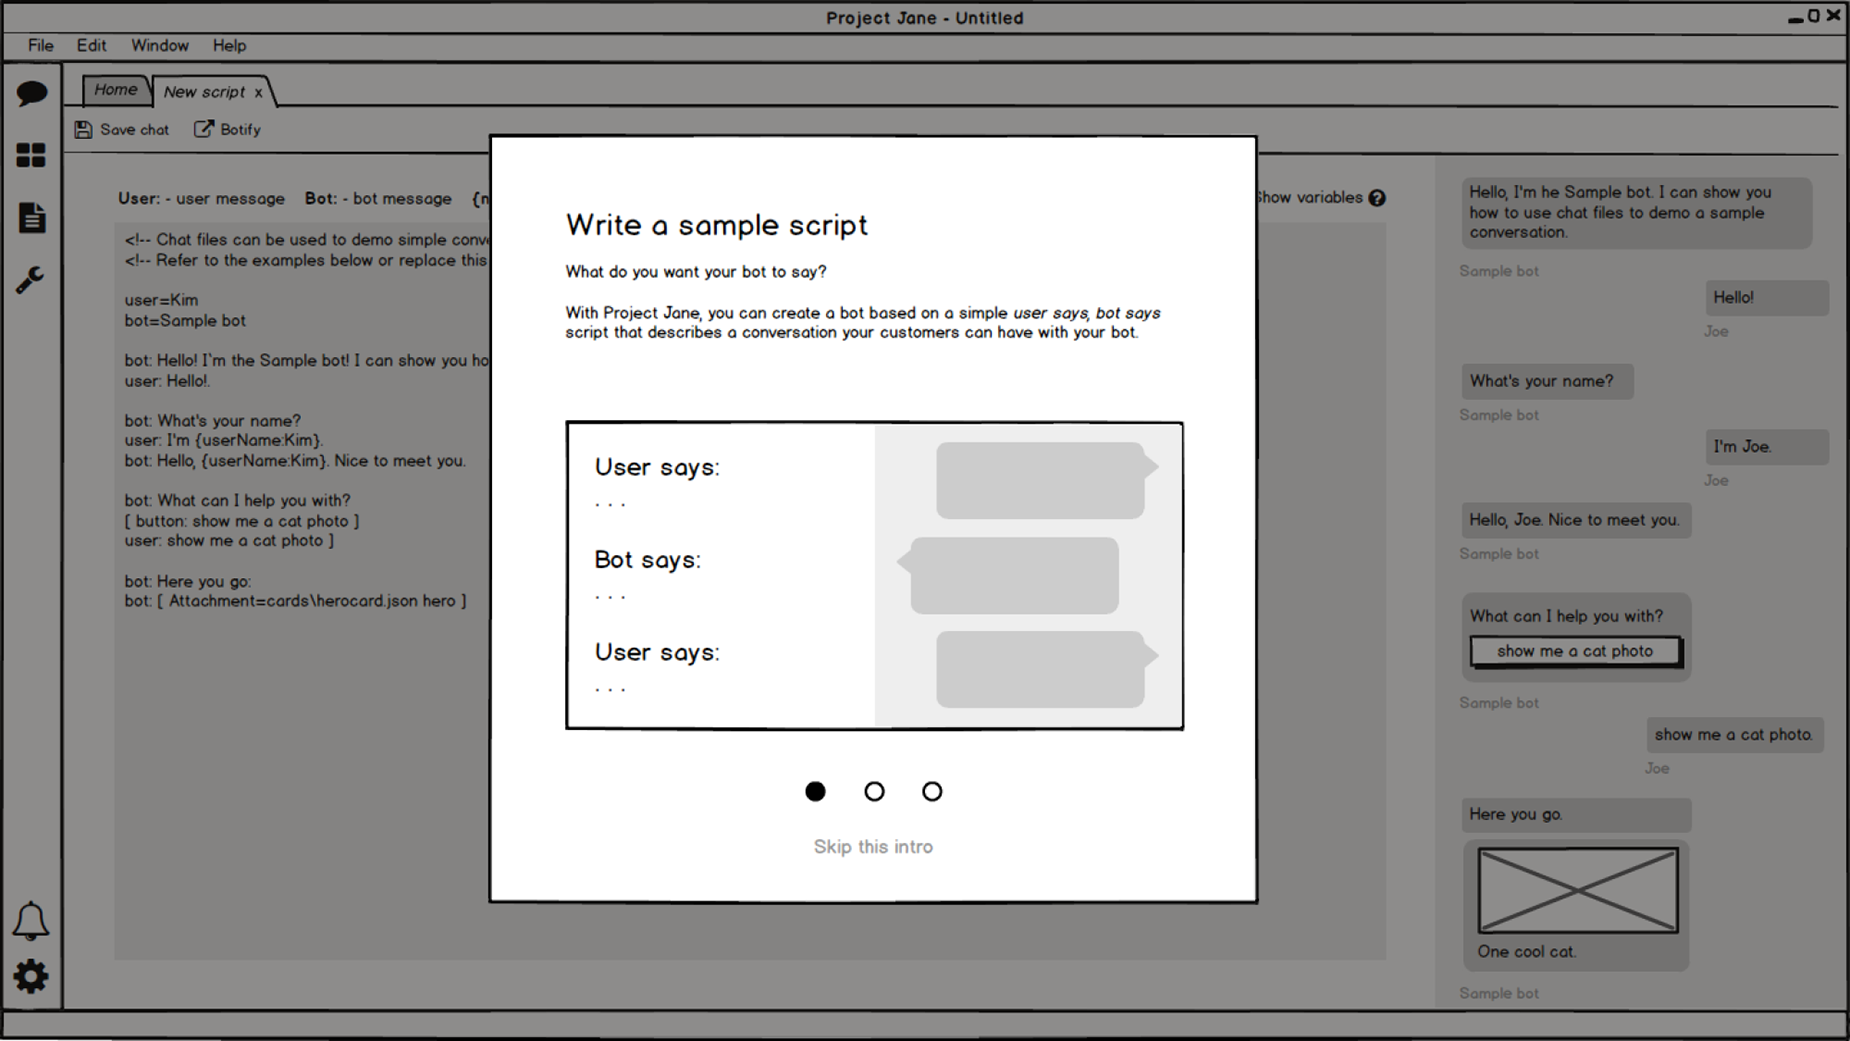 Project Jane - Untitled
File Edit Window Help
Home New script x
Save chat Botify
User: - user message Bot: - bot message {n
how variables ?
<!-- Chat files can be used to demo simple conve
<!-- Refer to the examples below or replace this
user=Kim
bot=Sample bot
bot: Hello! I`m the Sample bot! I can show you ho
user: Hello!.
bot: What's your name?
user: I'm {userName:Kim}.
bot: Hello, {userName:Kim}. Nice to meet you.
bot: What can I help you with?
[ button: show me a cat photo ]
user: show me a cat photo ]
bot: Here you go:
bot: [ Attachment=cards\herocard.json hero ]
Write a sample script
What do you want your bot to say?
With Project Jane, you can create a bot based on a simple user says, bot says
script that describes a conversation your customers can have with your bot.
User says:
. . .
Bot says:
. . .
User says:
. . .
Skip this intro
Hello, I'm he Sample bot. I can show you
how to use chat files to demo a sample
conversation.
Sample bot
Hello!
Joe
What's your name?
Sample bot
I'm Joe.
Joe
Hello, Joe. Nice to meet you.
Sample bot
What can I help you with?
show me a cat photo
Sample bot
show me a cat photo.
Joe
Here you go.
One cool cat.
Sample bot